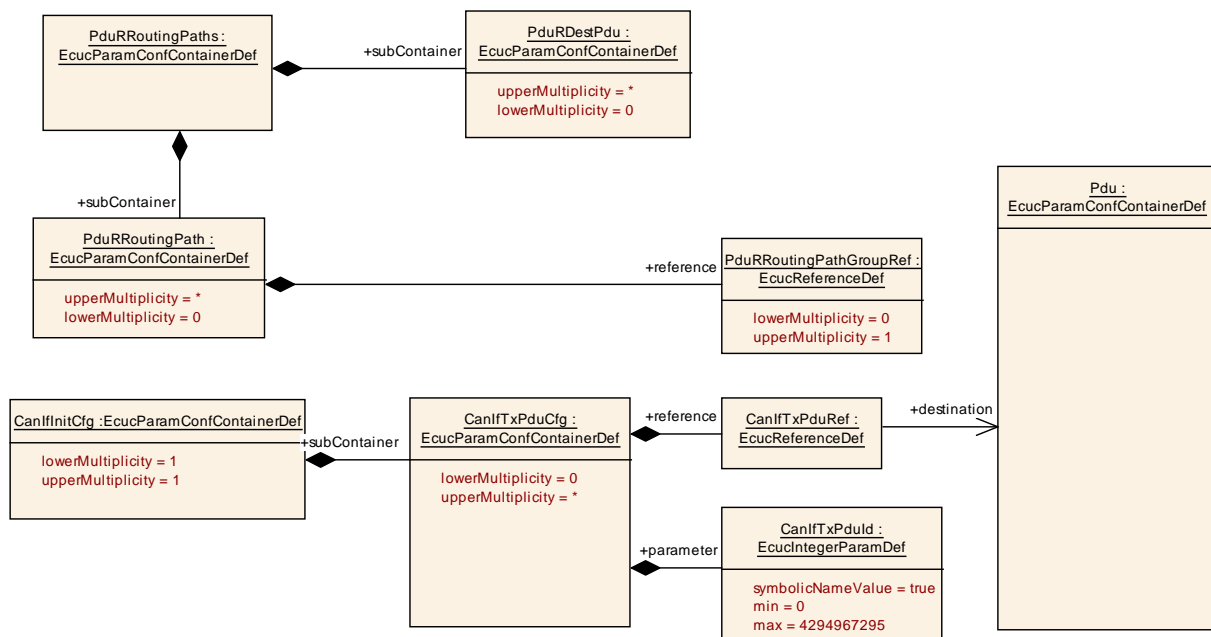 PduRRoutingPaths :
EcucParamConfContainerDef
+subContainer
PduRDestPdu :
EcucParamConfContainerDef
upperMultiplicity = *
lowerMultiplicity = 0
+subContainer
PduRRoutingPath :
EcucParamConfContainerDef
upperMultiplicity = *
lowerMultiplicity = 0
+reference
PduRRoutingPathGroupRef :
EcucReferenceDef
lowerMultiplicity = 0
upperMultiplicity = 1
Pdu :
EcucParamConfContainerDef
CanIfInitCfg :EcucParamConfContainerDef
lowerMultiplicity = 1
upperMultiplicity = 1
+subContainer
CanIfTxPduCfg :
EcucParamConfContainerDef
lowerMultiplicity = 0
upperMultiplicity = *
+reference
CanIfTxPduRef :
EcucReferenceDef
+destination
+parameter
CanIfTxPduId :
EcucIntegerParamDef
symbolicNameValue = true
min = 0
max = 4294967295